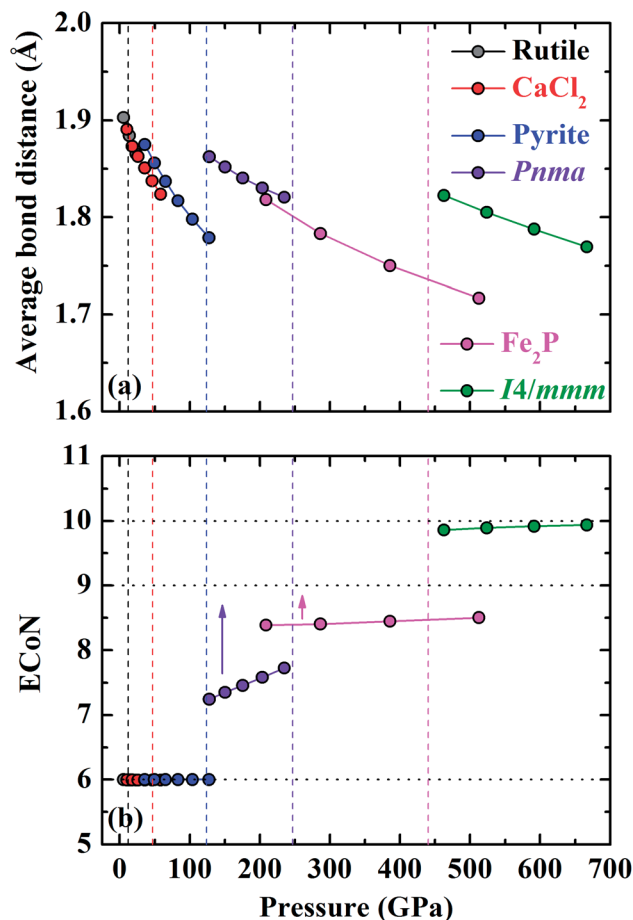 2.0
1.9
1.8
1.7
1.6
Average bond distance (Å)
Rutile
CaCl₂
Pyrite
Pnma
Fe₂P
I4/mmm
(a)
11
10
9
8
7
6
5
ECoN
(b)
0 100 200 300 400 500 600 700
Pressure (GPa)